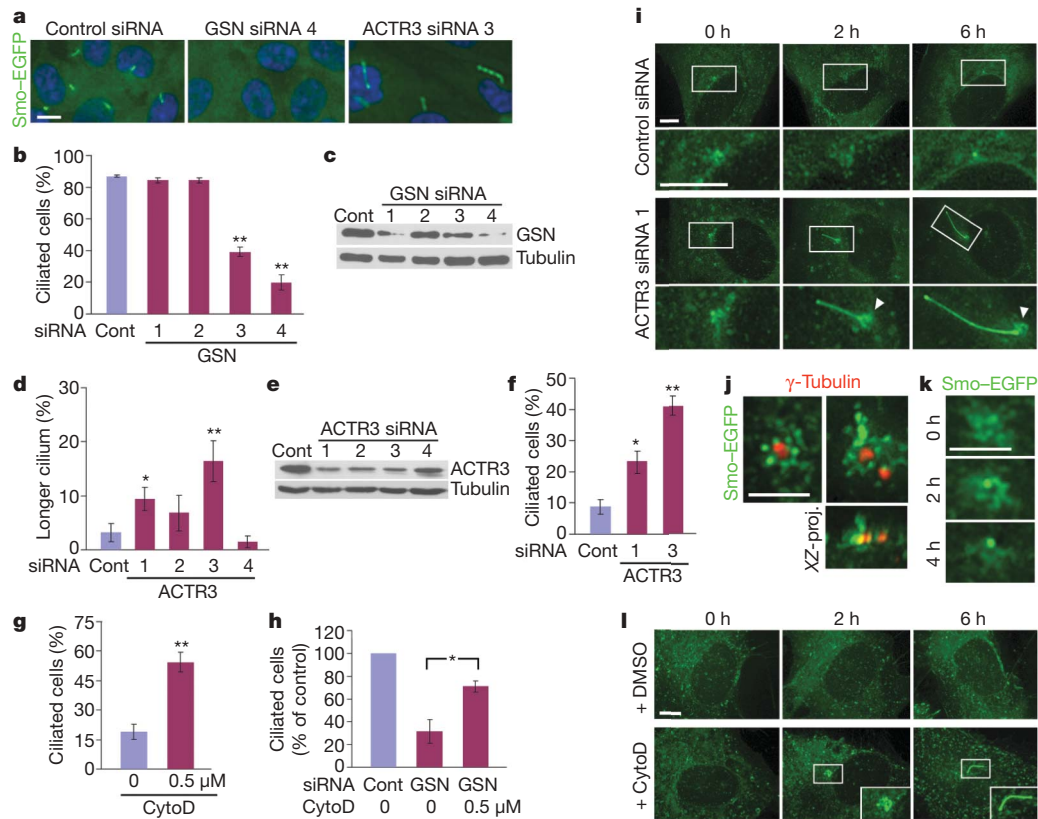 a
Control siRNA GSN siRNA 4 ACTR3 siRNA 3
Smo–EGFP
b
Ciliated cells (%)
100
80
60
40
20
0
**
**
siRNA Cont 1 2 3 4
GSN
c
GSN siRNA
Cont 1 2 3 4
GSN
Tubulin
d
Longer cilium (%)
30
20
10
0
*
**
siRNA Cont 1 2 3 4
ACTR3
e
ACTR3 siRNA
Cont 1 2 3 4
ACTR3
Tubulin
f
Ciliated cells (%)
50
40
30
20
10
0
*
**
siRNA Cont 1 3
ACTR3
g
Ciliated cells (%)
75
60
45
30
15
0
**
0 0.5 μM
CytoD
h
Ciliated cells
(% of control)
120
100
80
60
40
20
0
*
siRNA Cont GSN GSN
CytoD 0 0 0.5 μM
i
0 h 2 h 6 h
Control siRNA
ACTR3 siRNA 1
j
γ-Tubulin
Smo–EGFP
XZ-proj.
k
Smo–EGFP
0 h
2 h
4 h
l
0 h 2 h 6 h
+ DMSO
+ CytoD